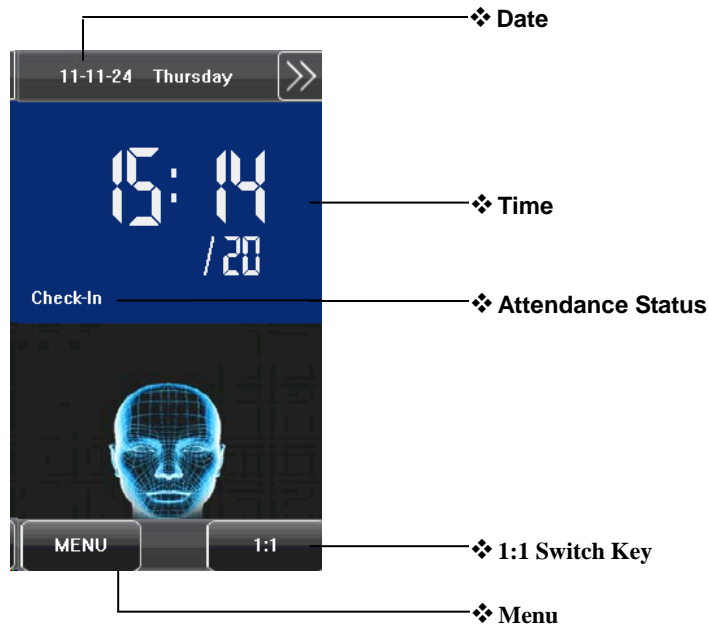 ❖ Date
11-11-24 Thursday
15:14
❖ Time
/20
Check-In
❖ Attendance Status
MENU
1:1
❖ 1:1 Switch Key
❖ Menu